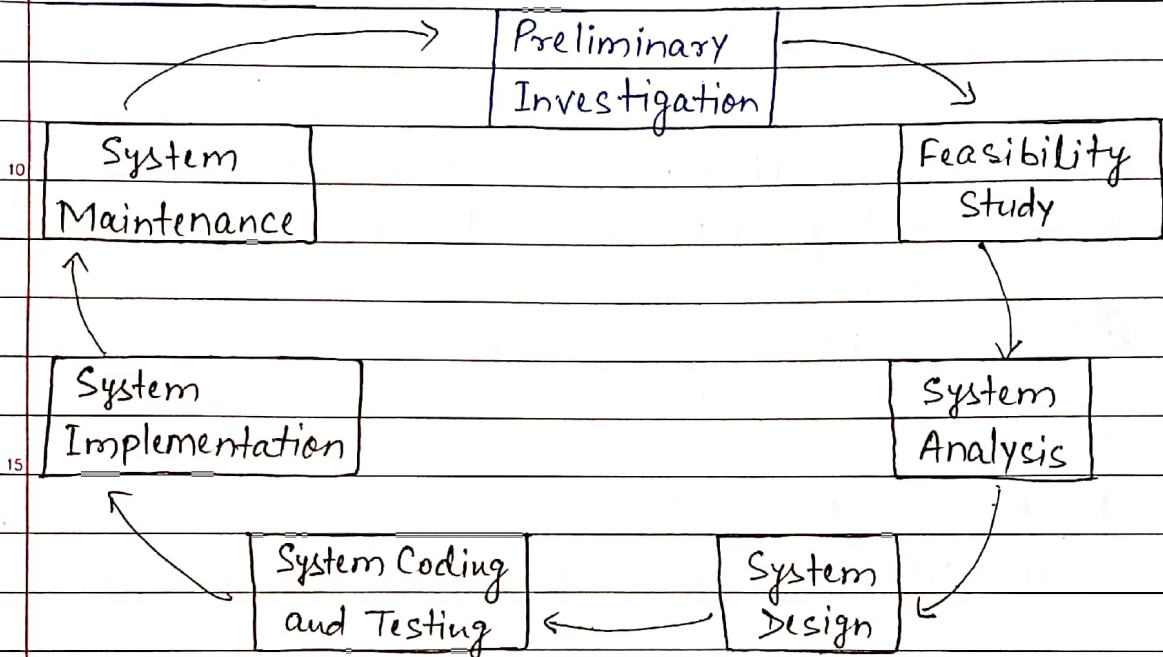 Preliminary
Investigation
Feasibility
Study
System
Analysis
System
Design
System Coding
and Testing
System
Implementation
System
Maintenance
10
15